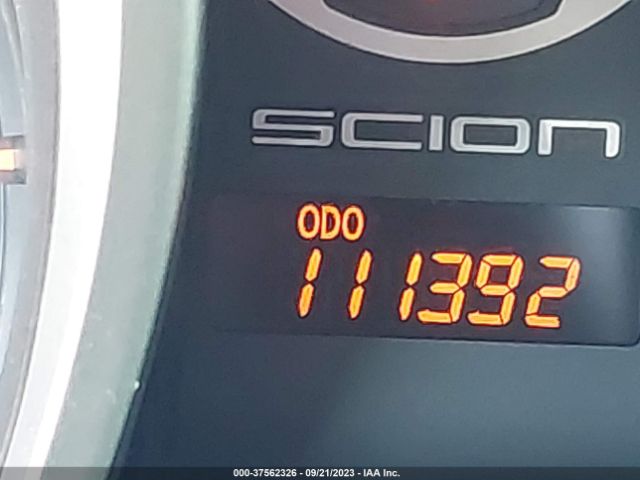 SCION
ODO
111392
000-37562326 - 09/21/2023 - IAA Inc.